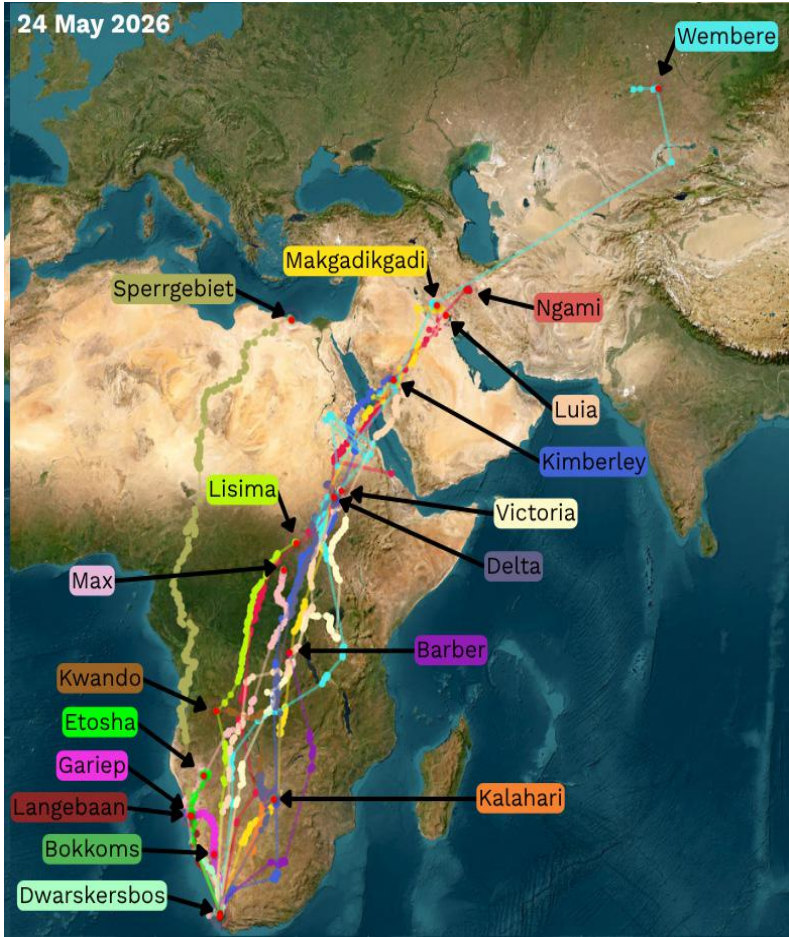 24 May 2026
Wembere
Makgadikgadi
Sperrgebiet
Ngami
Luia
Kimberley
Lisima
Victoria
Delta
Max
Barber
Kwando
Etosha
Gariep
Langebaan
Kalahari
Bokkoms
Dwarskersbos